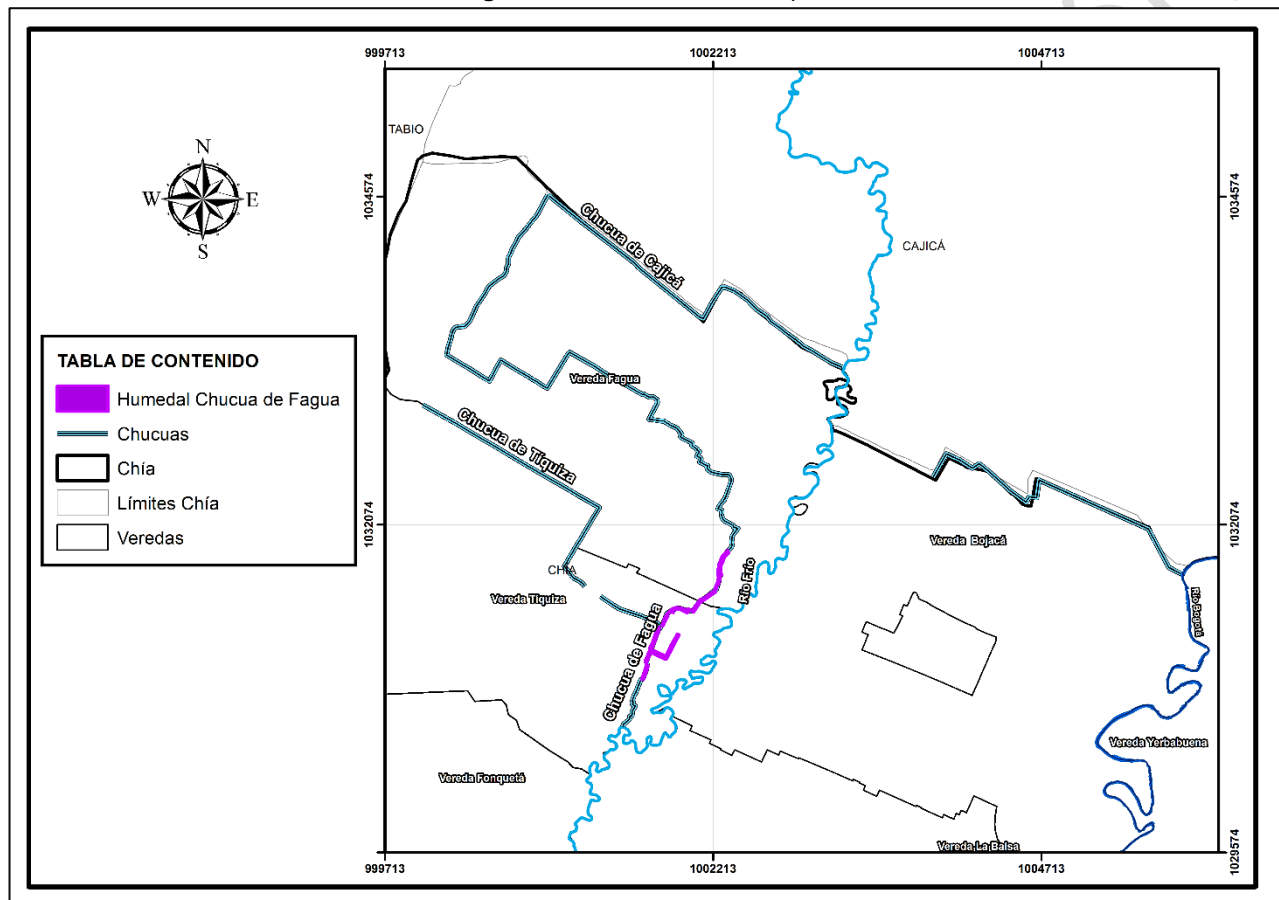 999713
1002213
1004713
TABIO
N
W
E
S
1034574
1034574
Chucua de Cajicá
CAJICÁ
TABLA DE CONTENIDO
Humedal Chucua de Fagua
Chucuas
Chía
Límites Chía
Veredas
Vereda Fagua
Chucua de Tiquiza
1032074
1032074
Vereda Bojacá
CHÍA
Río Frío
Vereda Tiquiza
Río Bogotá
Chucua de Fagua
Vereda Yerbabuena
Vereda Fonquetá
Vereda La Balsa
1029574
999713
1002213
1004713